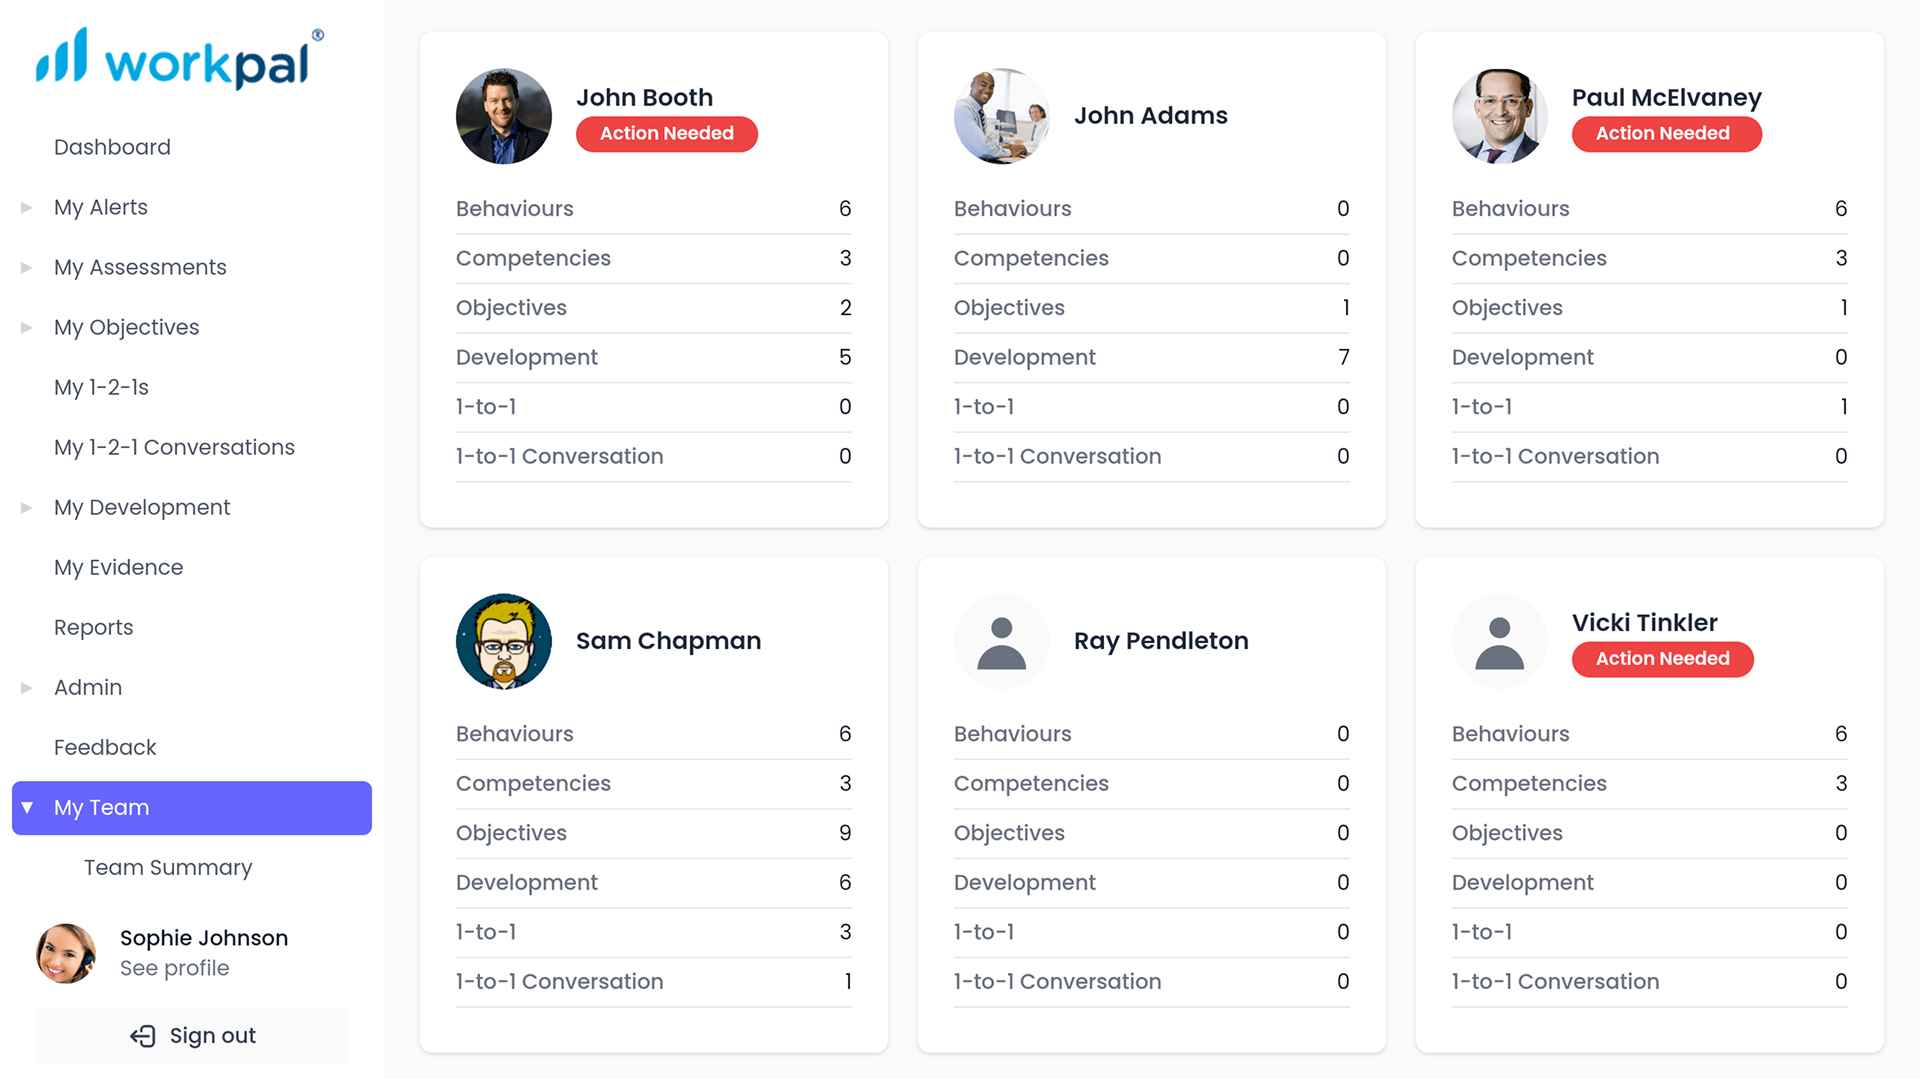 workpal®
Dashboard
My Alerts
My Assessments
My Objectives
My 1-2-1s
My 1-2-1 Conversations
My Development
My Evidence
Reports
Admin
Feedback
My Team
Team Summary
Sophie Johnson
See profile
Sign out
John Booth
Action Needed
Behaviours 6
Competencies 3
Objectives 2
Development 5
1-to-1 0
1-to-1 Conversation 0
John Adams
Behaviours 0
Competencies 0
Objectives 1
Development 7
1-to-1 0
1-to-1 Conversation 0
Paul McElvaney
Action Needed
Behaviours 6
Competencies 3
Objectives 1
Development 0
1-to-1 1
1-to-1 Conversation 0
Sam Chapman
Behaviours 6
Competencies 3
Objectives 9
Development 6
1-to-1 3
1-to-1 Conversation 1
Ray Pendleton
Behaviours 0
Competencies 0
Objectives 0
Development 0
1-to-1 0
1-to-1 Conversation 0
Vicki Tinkler
Action Needed
Behaviours 6
Competencies 3
Objectives 0
Development 0
1-to-1 0
1-to-1 Conversation 0